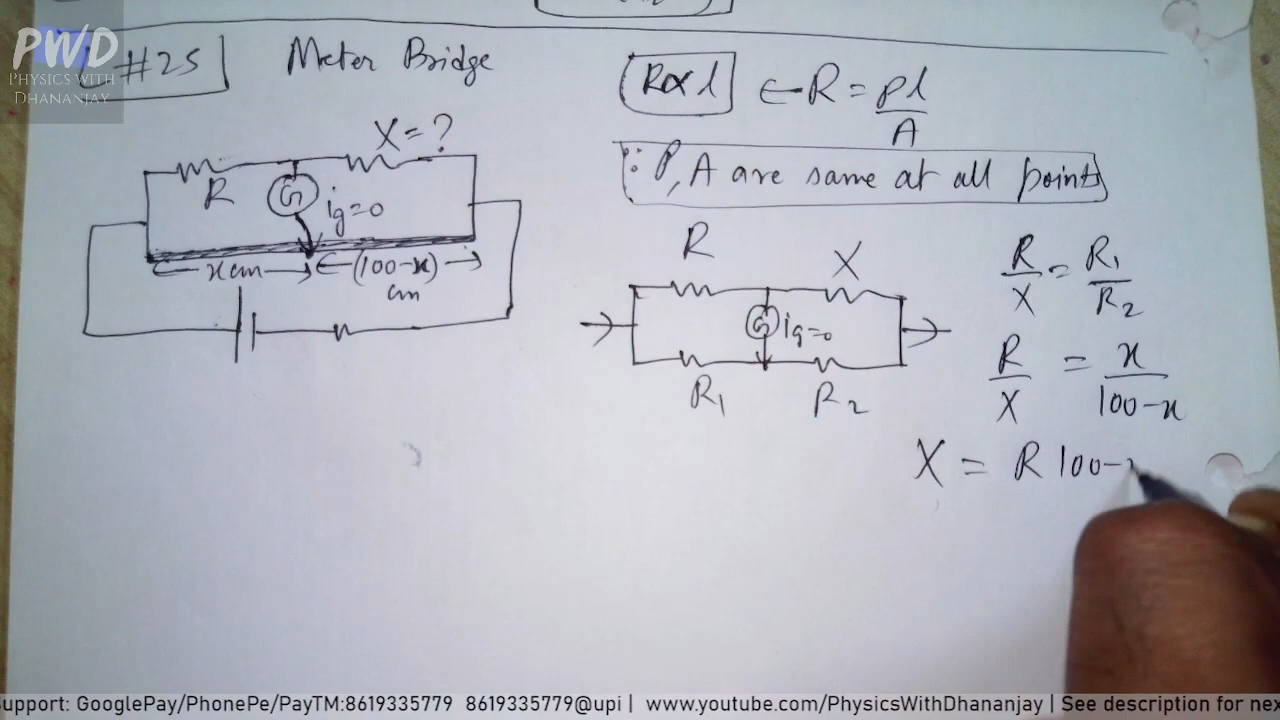 PWD
PHYSICS WITH
DHANANJAY
#25
Meter Bridge
R∝l ← R = ρl/A
∵ ρ, A are same at all points
X = ?
R
G
ig=0
x cm
(100-x)
cm
R
X
G
ig=0
R1
R2
R/X = R1/R2
R/X = x/100-x
X = R 100-
Support: GooglePay/PhonePe/PayTM:8619335779 8619335779@upi | www.youtube.com/PhysicsWithDhananjay | See description for nex